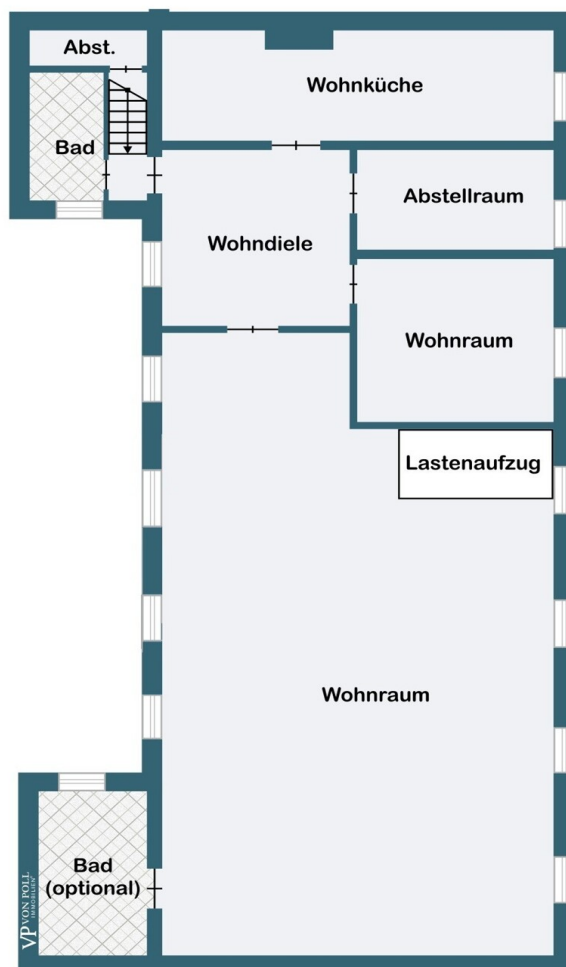 Abst.
Wohnküche
Bad
Abstellraum
Wohndiele
Wohnraum
Lastenaufzug
Wohnraum
Bad
(optional)
VP VON POLL
IMMOBILIEN